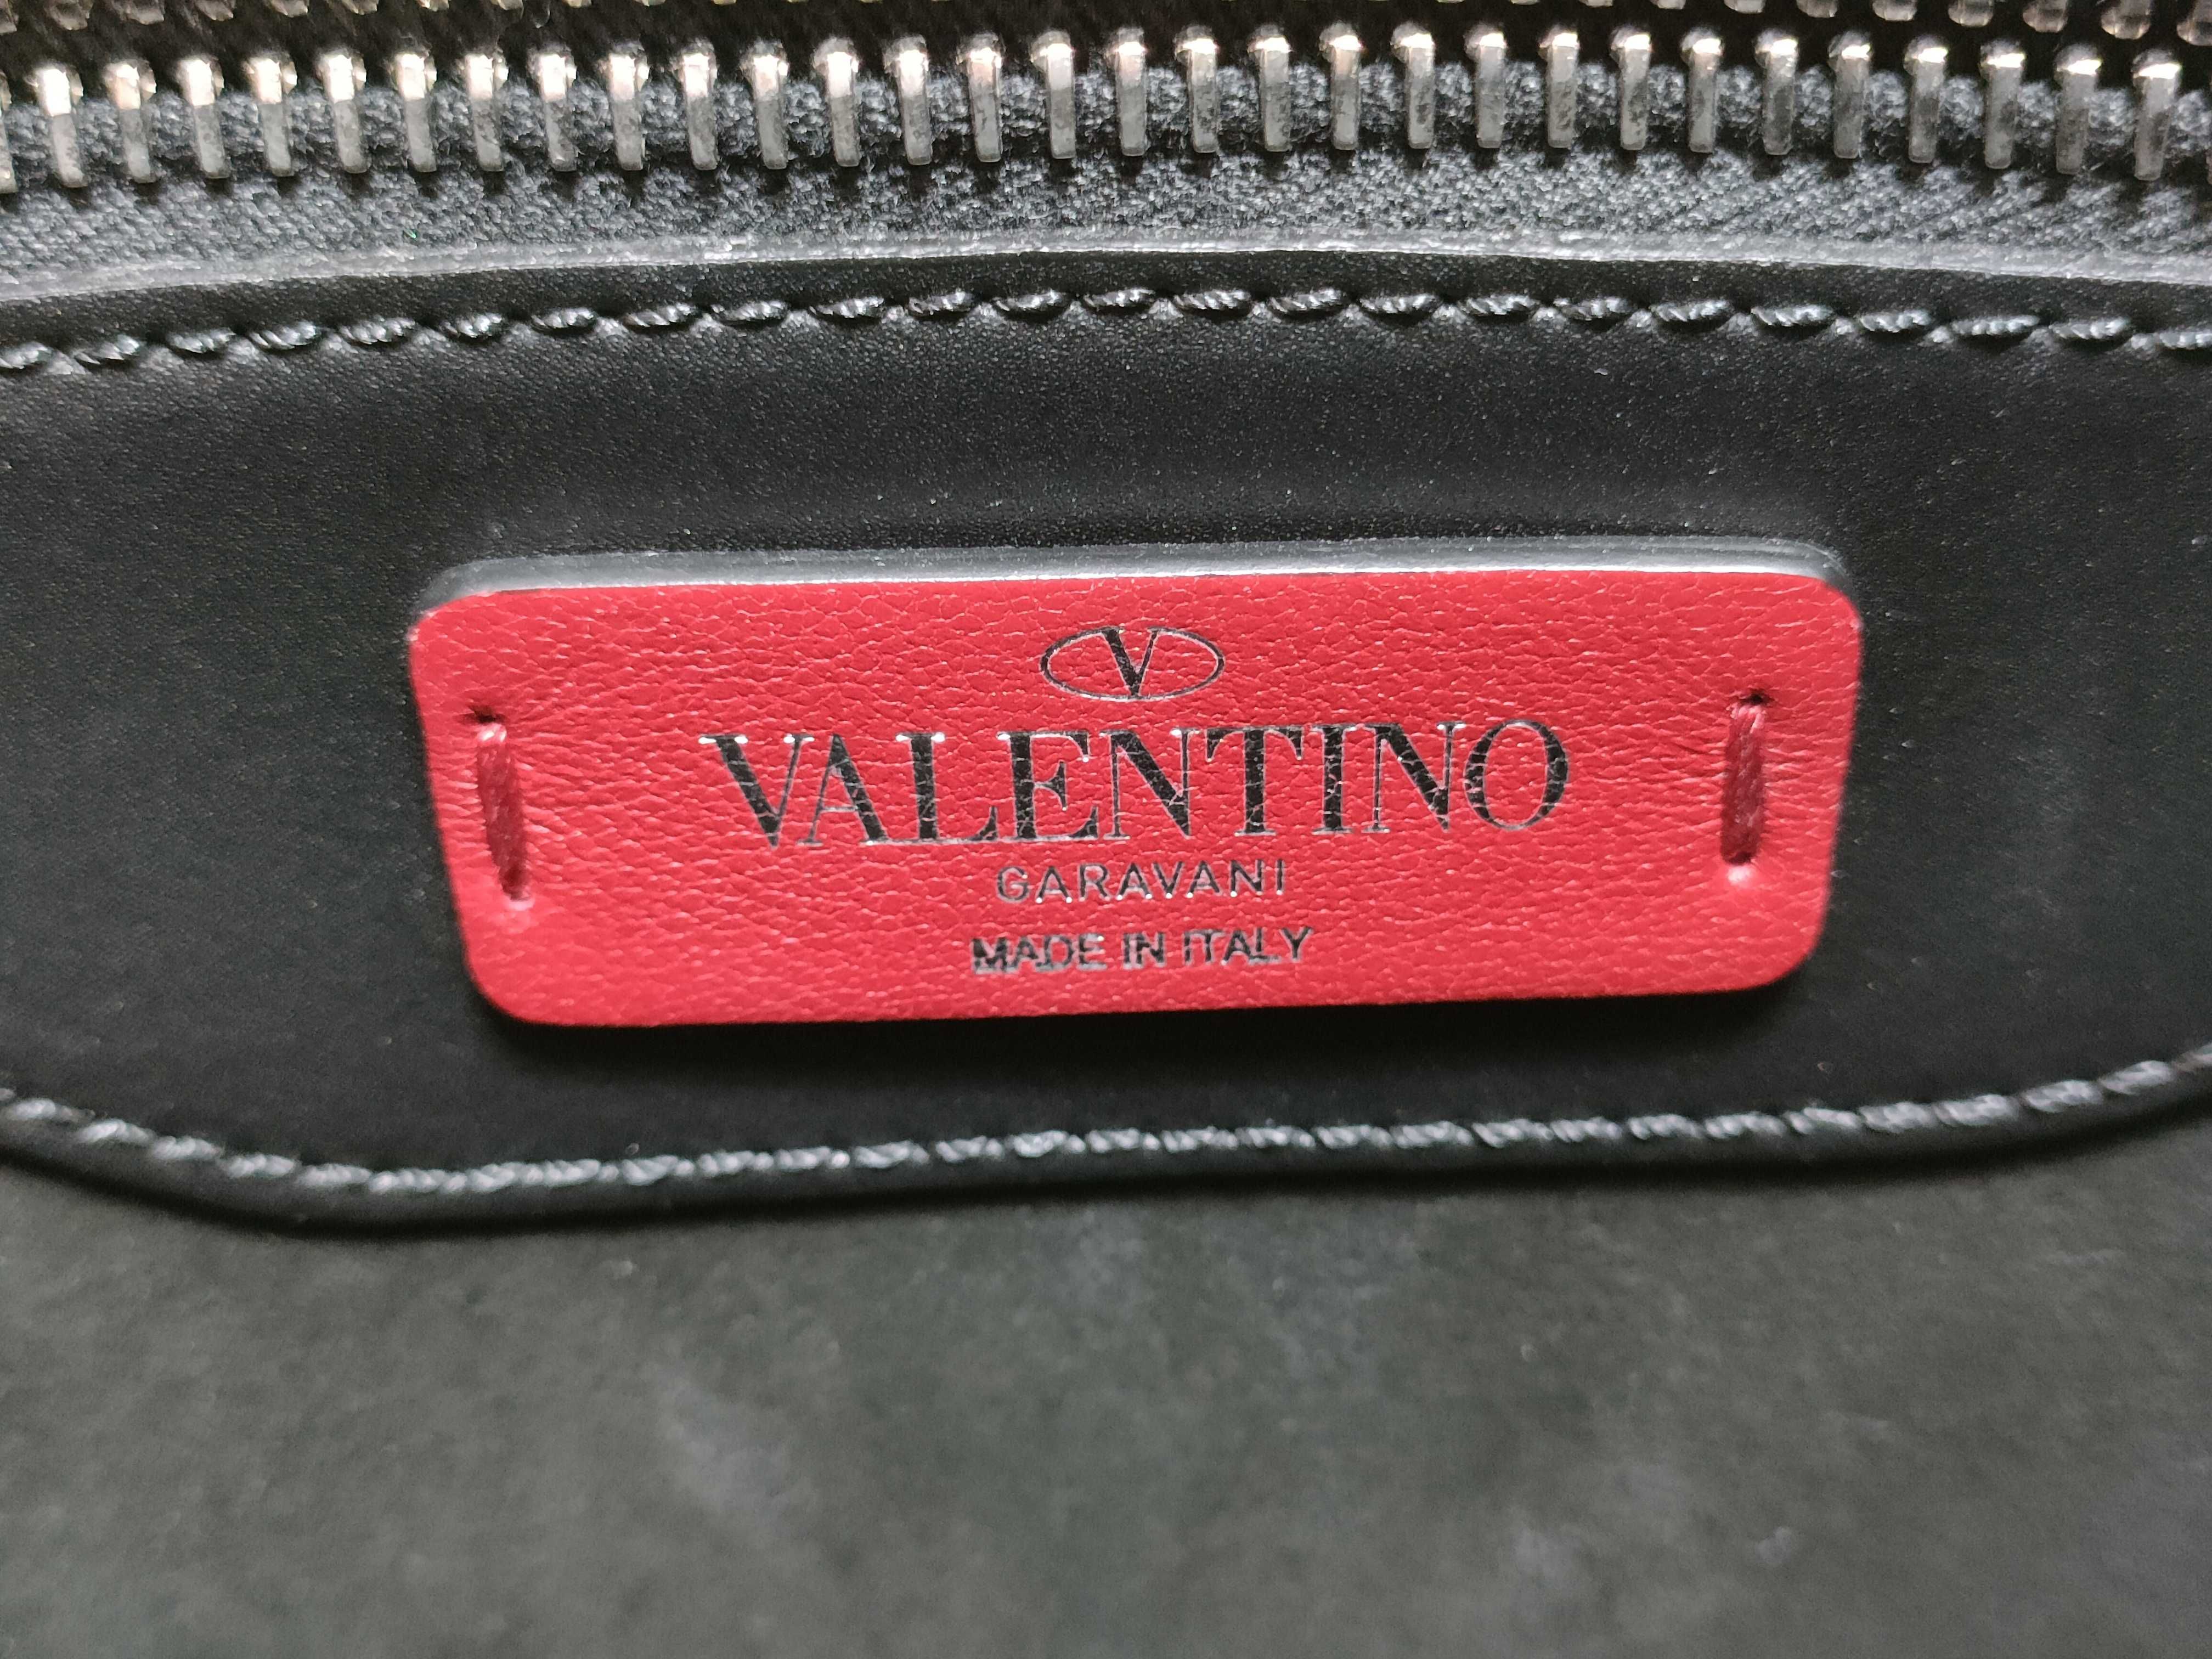 V
VALENTINO
GARAVANI
MADE IN ITALY